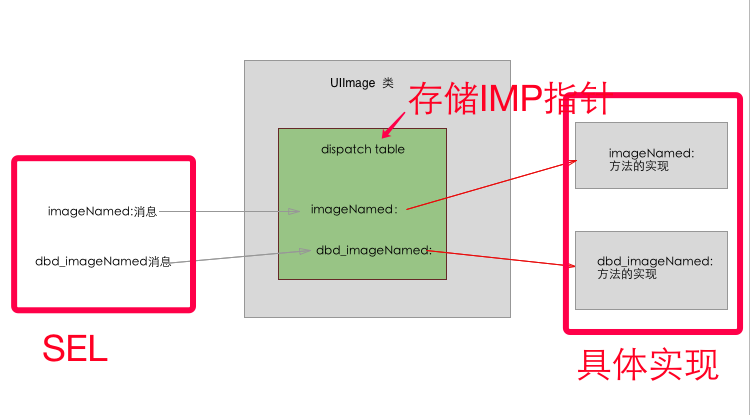 UIImage 类
存储IMP指针
dispatch table
imageNamed:消息
imageNamed:
imageNamed:
方法的实现
dbd_imageNamed消息
dbd_imageNamed:
dbd_imageNamed:
方法的实现
SEL
具体实现